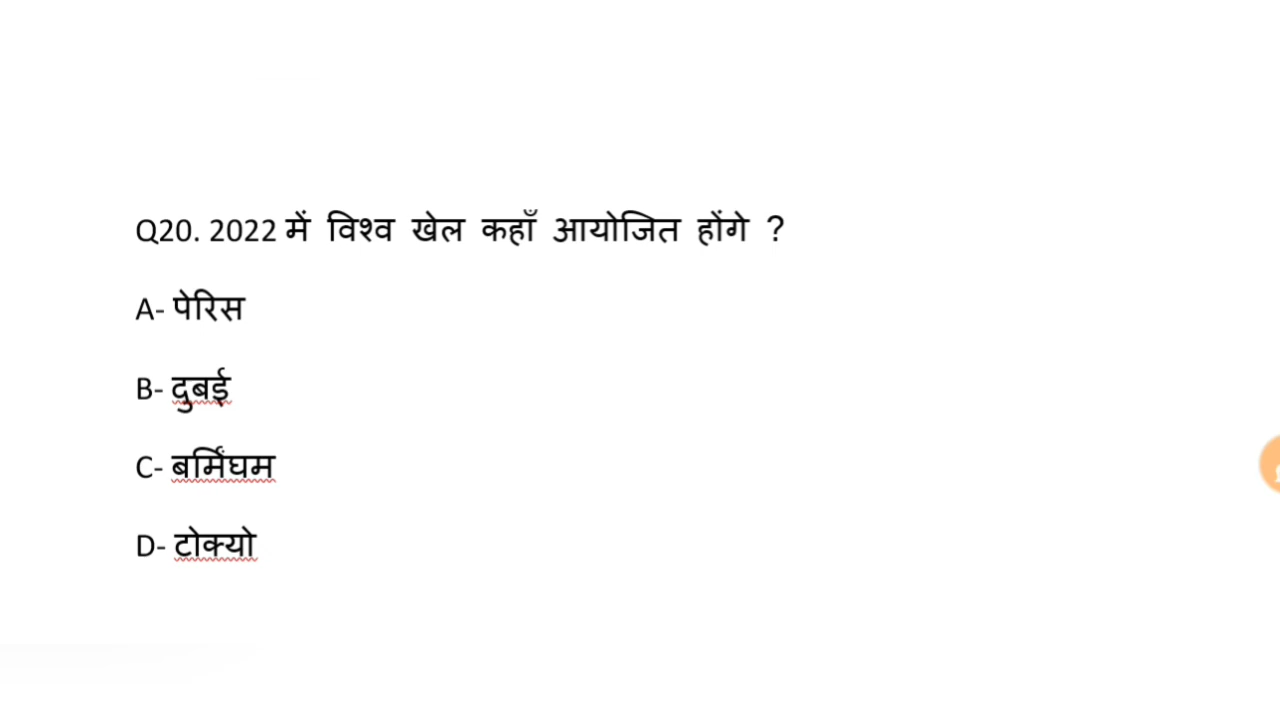 Q20. 2022 में विश्व खेल कहाँ आयोजित होंगे ?
A- पेरिस
B- दुबई
C- बर्मिंघम
D- टोक्यो